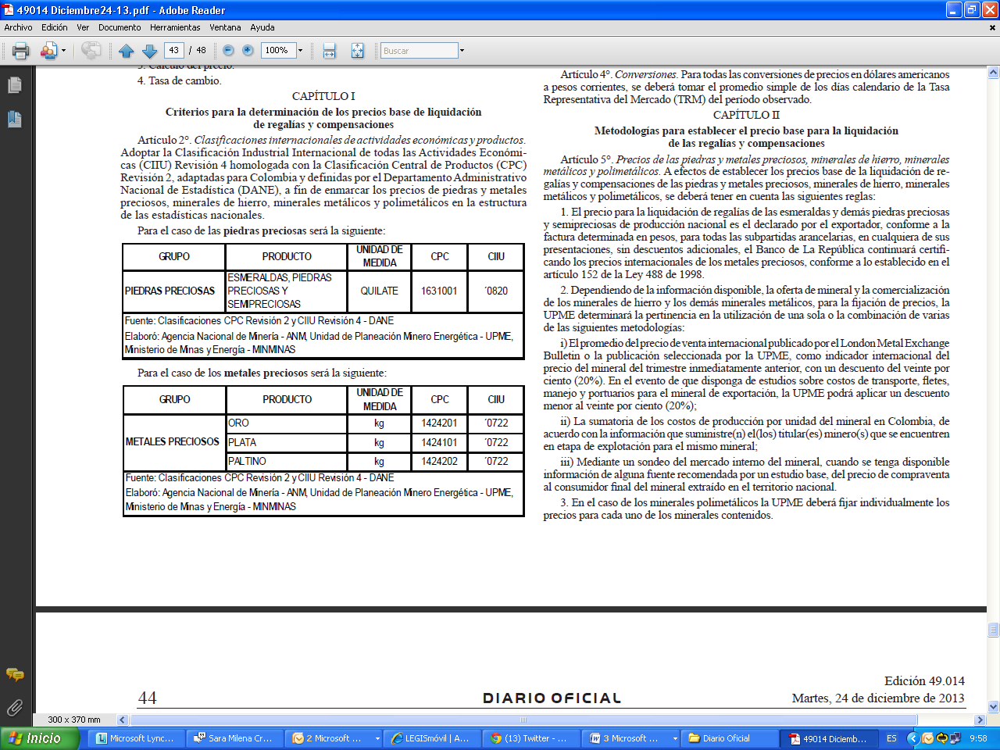 49014 Diciembre24-13.pdf - Adobe Reader
Archivo Edición Ver Documento Herramientas Ventana Ayuda
43 / 48 100% Buscar
3. Cálculo del precio.
4. Tasa de cambio.
CAPÍTULO I
Criterios para la determinación de los precios base de liquidación
de regalías y compensaciones
Artículo 2°. Clasificaciones internacionales de actividades económicas y productos.
Adoptar la Clasificación Industrial Internacional de todas las Actividades Económi-
cas (CIIU) Revisión 4 homologada con la Clasificación Central de Productos (CPC)
Revisión 2, adaptadas para Colombia y definidas por el Departamento Administrativo
Nacional de Estadística (DANE), a fin de enmarcar los precios de piedras y metales
preciosos, minerales de hierro, minerales metálicos y polimetálicos en la estructura
de las estadísticas nacionales.
Para el caso de las piedras preciosas será la siguiente:
GRUPO PRODUCTO UNIDAD DE MEDIDA CPC CIIU
PIEDRAS PRECIOSAS ESMERALDAS, PIEDRAS PRECIOSAS Y SEMIPRECIOSAS QUILATE 1631001 ´0820
Fuente: Clasificaciones CPC Revisión 2 y CIIU Revisión 4 - DANE
Elaboró: Agencia Nacional de Minería - ANM, Unidad de Planeación Minero Energética - UPME,
Ministerio de Minas y Energía - MINMINAS
Para el caso de los metales preciosos será la siguiente:
GRUPO PRODUCTO UNIDAD DE MEDIDA CPC CIIU
METALES PRECIOSOS
ORO kg 1424201 ´0722
PLATA kg 1424101 ´0722
PALTINO kg 1424202 ´0722
Fuente: Clasificaciones CPC Revisión 2 y CIIU Revisión 4 - DANE
Elaboró: Agencia Nacional de Minería - ANM, Unidad de Planeación Minero Energética - UPME,
Ministerio de Minas y Energía - MINMINAS
Artículo 4°. Conversiones. Para todas las conversiones de precios en dólares americanos
a pesos corrientes, se deberá tomar el promedio simple de los días calendario de la Tasa
Representativa del Mercado (TRM) del período observado.
CAPÍTULO II
Metodologías para establecer el precio base para la liquidación
de las regalías y compensaciones
Artículo 5°. Precios de las piedras y metales preciosos, minerales de hierro, minerales
metálicos y polimetálicos. A efectos de establecer los precios base de la liquidación de re-
galías y compensaciones de las piedras y metales preciosos, minerales de hierro, minerales
metálicos y polimetálicos, se deberá tener en cuenta las siguientes reglas:
1. El precio para la liquidación de regalías de las esmeraldas y demás piedras preciosas
y semipreciosas de producción nacional es el declarado por el exportador, conforme a la
factura determinada en pesos, para todas las subpartidas arancelarias, en cualquiera de sus
presentaciones, sin descuentos adicionales, el Banco de La República continuará certifi-
cando los precios internacionales de los metales preciosos, conforme a lo establecido en el
artículo 152 de la Ley 488 de 1998.
2. Dependiendo de la información disponible, la oferta de mineral y la comercialización
de los minerales de hierro y los demás minerales metálicos, para la fijación de precios, la
UPME determinará la pertinencia en la utilización de una sola o la combinación de varias
de las siguientes metodologías:
i) El promedio del precio de venta internacional publicado por el London Metal Exchange
Bulletin o la publicación seleccionada por la UPME, como indicador internacional del
precio del mineral del trimestre inmediatamente anterior, con un descuento del veinte por
ciento (20%). En el evento de que disponga de estudios sobre costos de transporte, fletes,
manejo y portuarios para el mineral de exportación, la UPME podrá aplicar un descuento
menor al veinte por ciento (20%);
ii) La sumatoria de los costos de producción por unidad del mineral en Colombia, de
acuerdo con la información que suministre(n) el(los) titular(es) minero(s) que se encuentren
en etapa de explotación para el mismo mineral;
iii) Mediante un sondeo del mercado interno del mineral, cuando se tenga disponible
información de alguna fuente recomendada por un estudio base, del precio de compraventa
al consumidor final del mineral extraído en el territorio nacional.
3. En el caso de los minerales polimetálicos la UPME deberá fijar individualmente los
precios para cada uno de los minerales contenidos.
Edición 49.014
44 DIARIO OFICIAL Martes, 24 de diciembre de 2013
300 x 370 mm
Inicio Microsoft Lync... Sara Milena Cr... 2 Microsoft ... LEGISmóvil | A... (13) Twitter - ... 3 Microsoft ... Diario Oficial 49014 Diciemb... ES 9:58